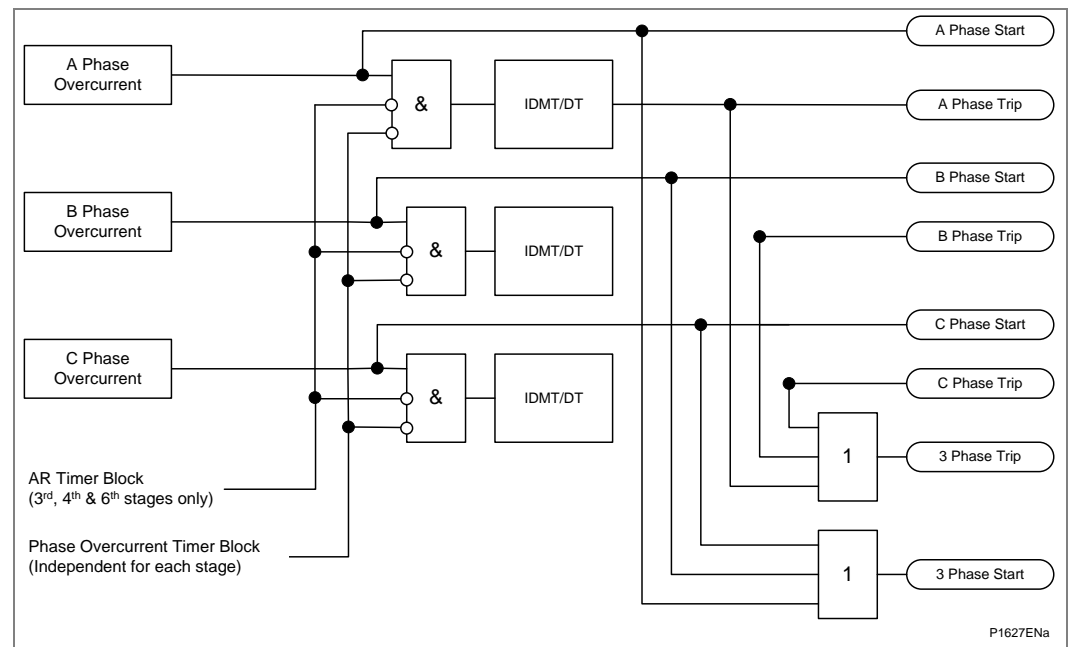 A Phase Start
A Phase
Overcurrent
&
IDMT/DT
A Phase Trip
B Phase Start
B Phase
Overcurrent
&
IDMT/DT
B Phase Trip
C Phase Start
C Phase
Overcurrent
&
IDMT/DT
C Phase Trip
1
3 Phase Trip
AR Timer Block
(3rd, 4th & 6th stages only)
Phase Overcurrent Timer Block
(Independent for each stage)
1
3 Phase Start
P1627ENa